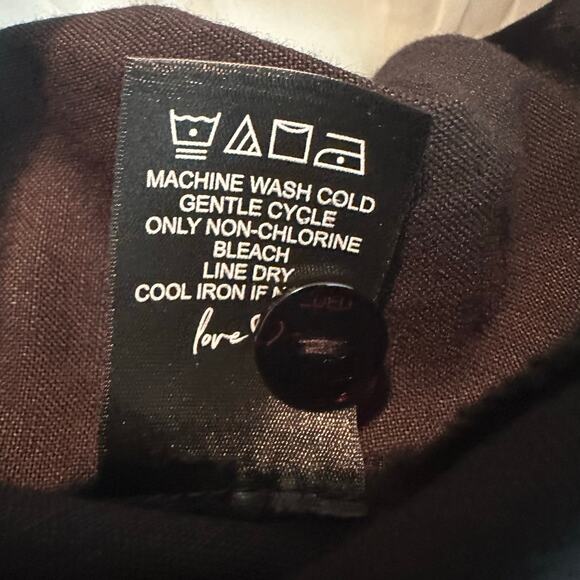 MACHINE WASH COLD
GENTLE CYCLE
ONLY NON-CHLORINE
BLEACH
LINE DRY
COOL IRON IF
love